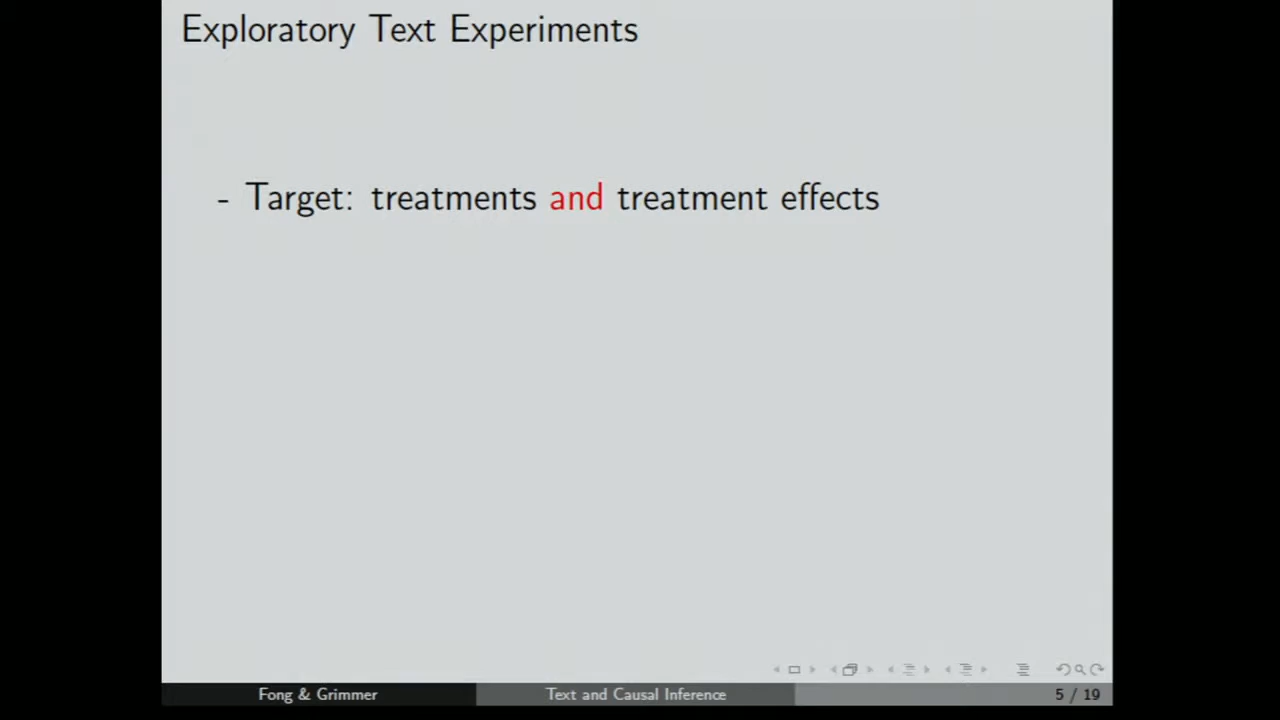 Exploratory Text Experiments
- Target: treatments and treatment effects
Fong & Grimmer
Text and Causal Inference
5 / 19